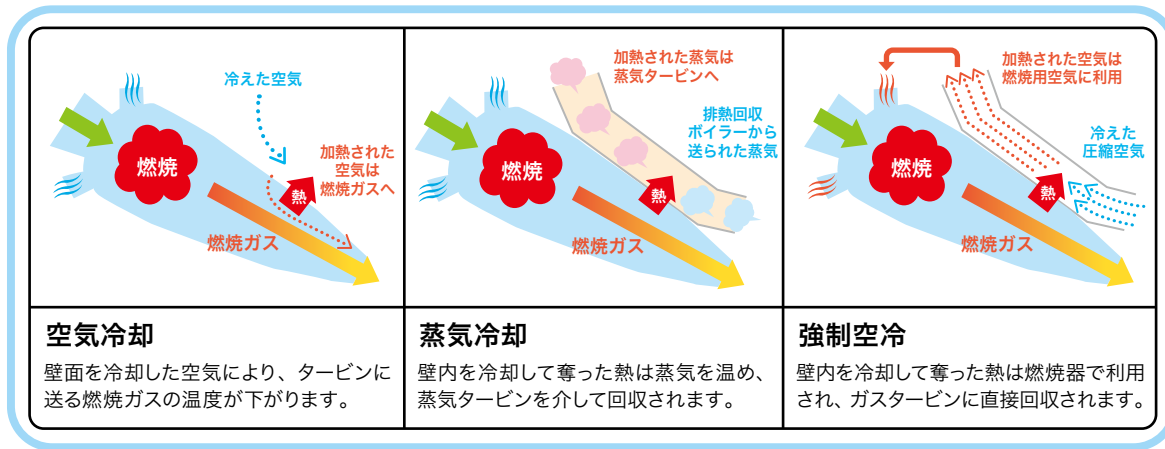 冷えた空気
加熱された
空気は
燃焼ガスへ
燃焼
熱
燃焼ガス
空気冷却
壁面を冷却した空気により、タービンに
送る燃焼ガスの温度が下がります。
加熱された蒸気は
蒸気タービンへ
排熱回収
ボイラーから
送られた蒸気
燃焼
熱
燃焼ガス
蒸気冷却
壁内を冷却して奪った熱は蒸気を温め、
蒸気タービンを介して回収されます。
加熱された空気は
燃焼用空気に利用
冷えた
圧縮空気
燃焼
熱
燃焼ガス
強制空冷
壁内を冷却して奪った熱は燃焼器で利用
され、ガスタービンに直接回収されます。